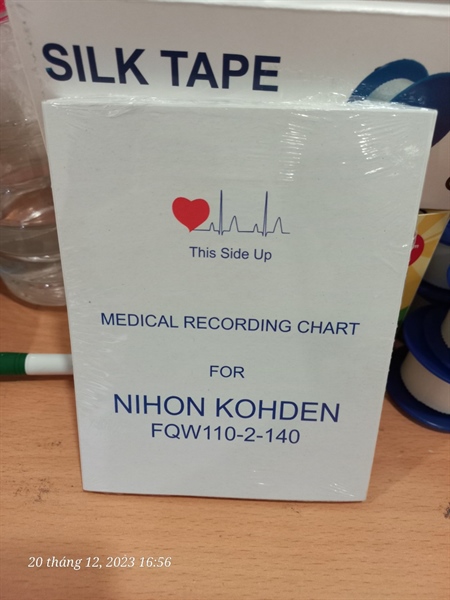 SILK TAPE
This Side Up
MEDICAL RECORDING CHART
FOR
NIHON KOHDEN
FQW110-2-140
20 tháng 12, 2023 16:56